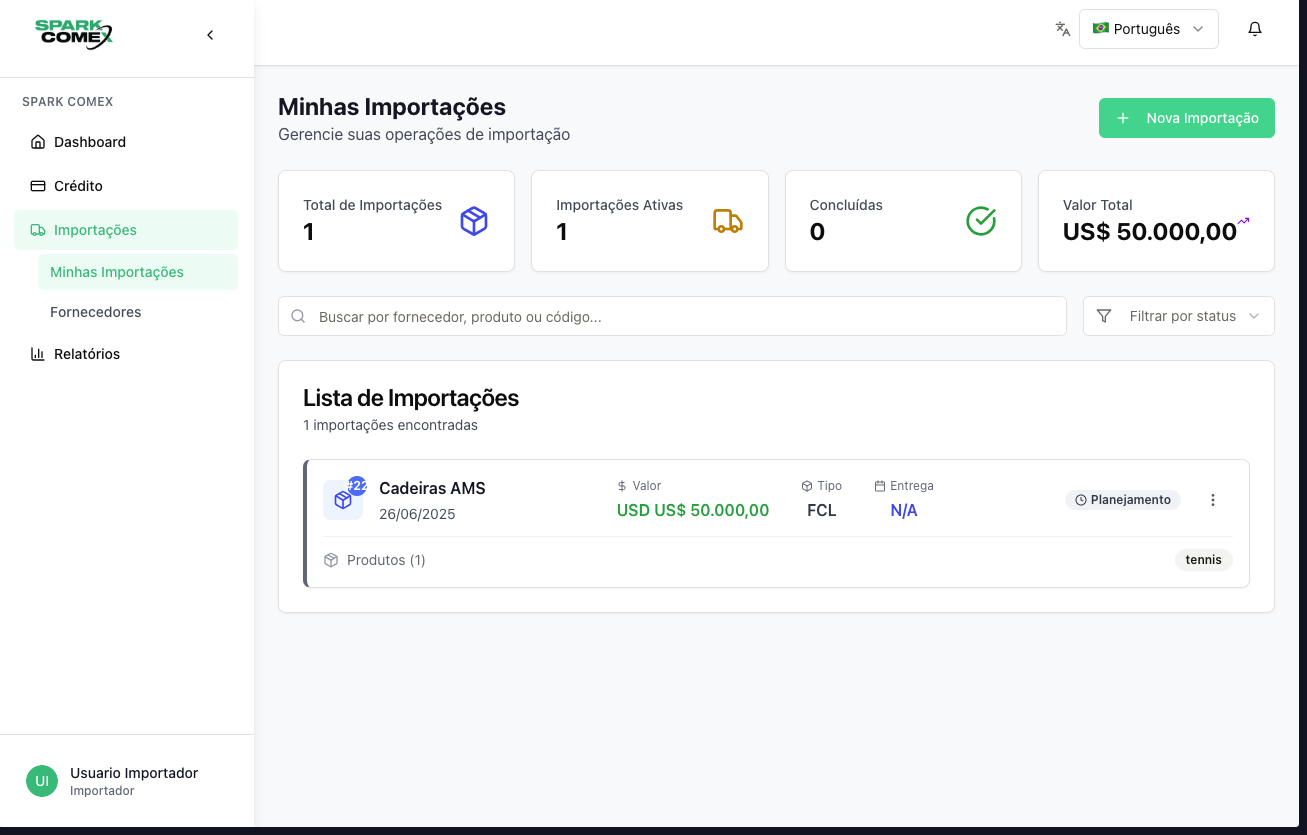 SPARK
COMEX
Português
SPARK COMEX
Dashboard
Crédito
Importações
Minhas Importações
Fornecedores
Relatórios
Usuario Importador
UI
Importador
Minhas Importações
Gerencie suas operações de importação
Nova Importação
Total de Importações
1
Importações Ativas
1
Concluídas
0
Valor Total
US$ 50.000,00
Buscar por fornecedor, produto ou código...
Filtrar por status
Lista de Importações
1 importações encontradas
#22
Cadeiras AMS
26/06/2025
Valor
USD US$ 50.000,00
Tipo
FCL
Entrega
N/A
Planejamento
Produtos (1)
tennis